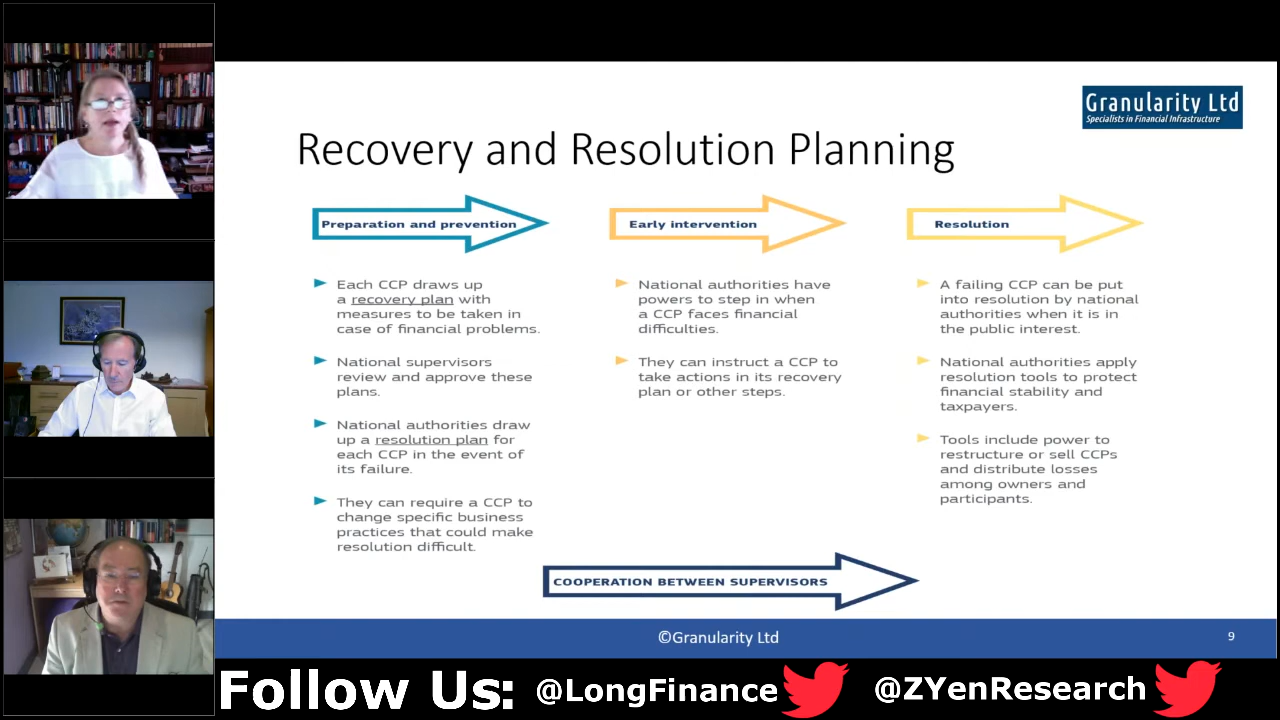 Granularity Ltd
Specialists in Financial Infrastructure
Recovery and Resolution Planning
Preparation and prevention
Each CCP draws up
a recovery plan with
measures to be taken in
case of financial problems.
National supervisors
review and approve these
plans.
National authorities draw
up a resolution plan for
each CCP in the event of
its failure.
They can require a CCP to
change specific business
practices that could make
resolution difficult.
Early intervention
National authorities have
powers to step in when
a CCP faces financial
difficulties.
They can instruct a CCP to
take actions in its recovery
plan or other steps.
Resolution
A failing CCP can be put
into resolution by national
authorities when it is in
the public interest.
National authorities apply
resolution tools to protect
financial stability and
taxpayers.
Tools include power to
restructure or sell CCPs
and distribute losses
among owners and
participants.
COOPERATION BETWEEN SUPERVISORS
©Granularity Ltd
9
Follow Us: @LongFinance @ZYenResearch